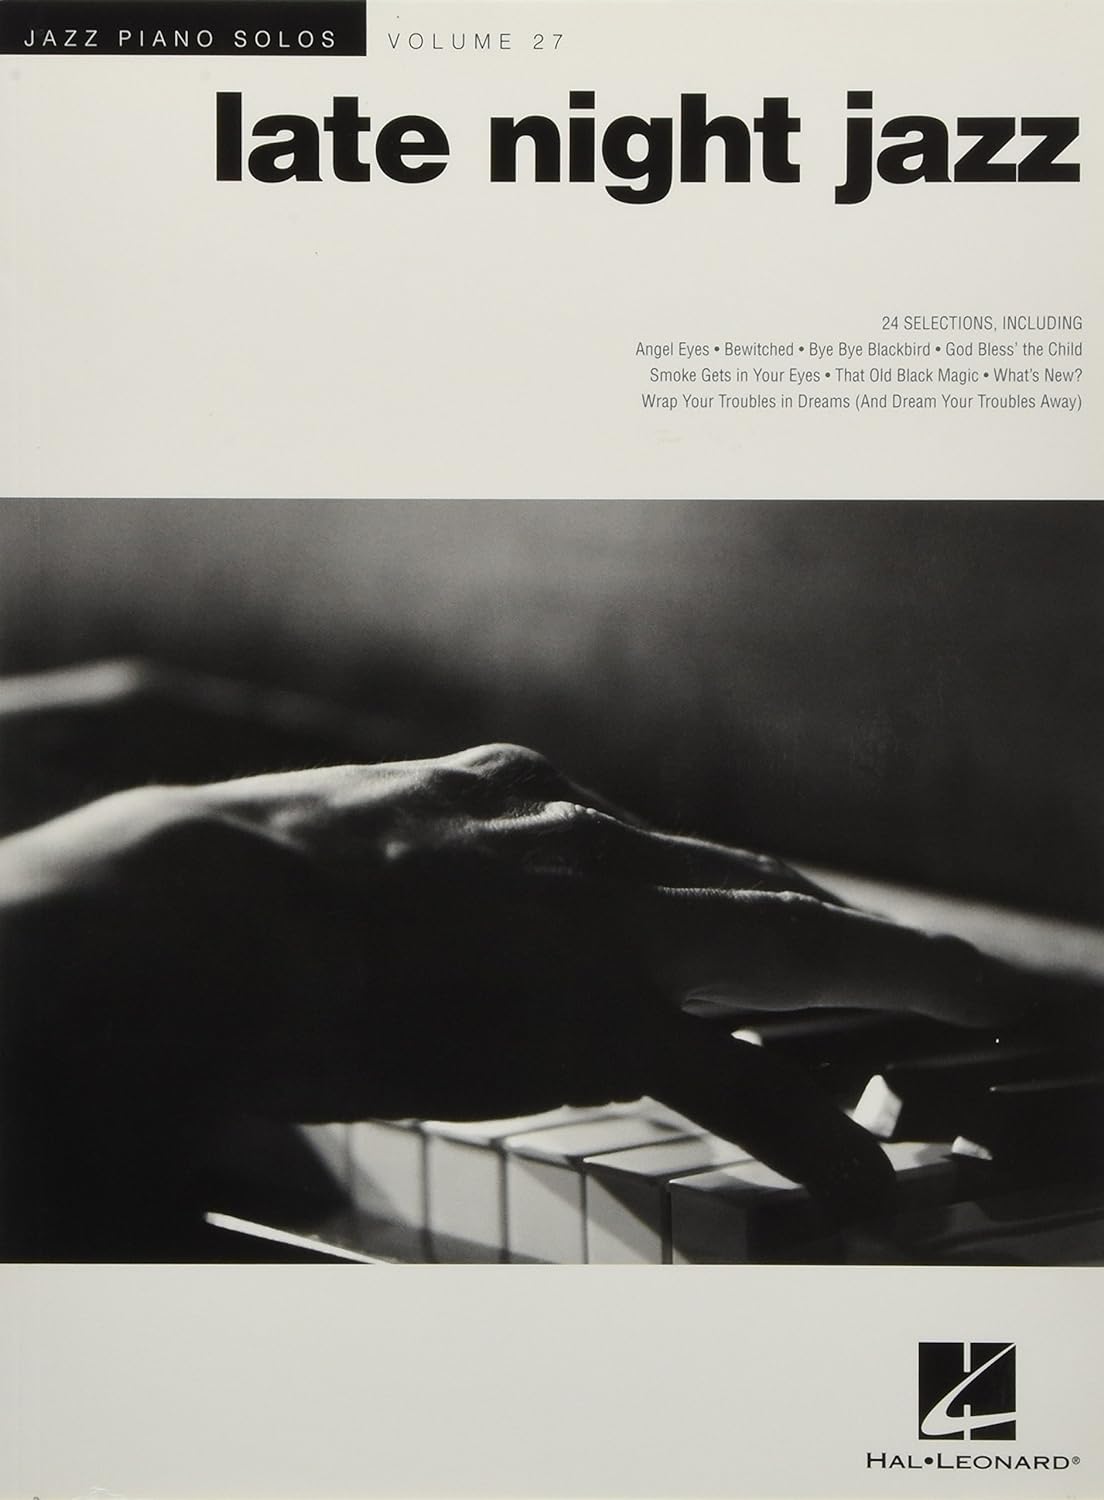 JAZZ PIANO SOLOS VOLUME 27
late night jazz
24 SELECTIONS, INCLUDING
Angel Eyes • Bewitched • Bye Bye Blackbird • God Bless' the Child
Smoke Gets in Your Eyes • That Old Black Magic • What's New?
Wrap Your Troubles in Dreams (And Dream Your Troubles Away)
HAL•LEONARD®